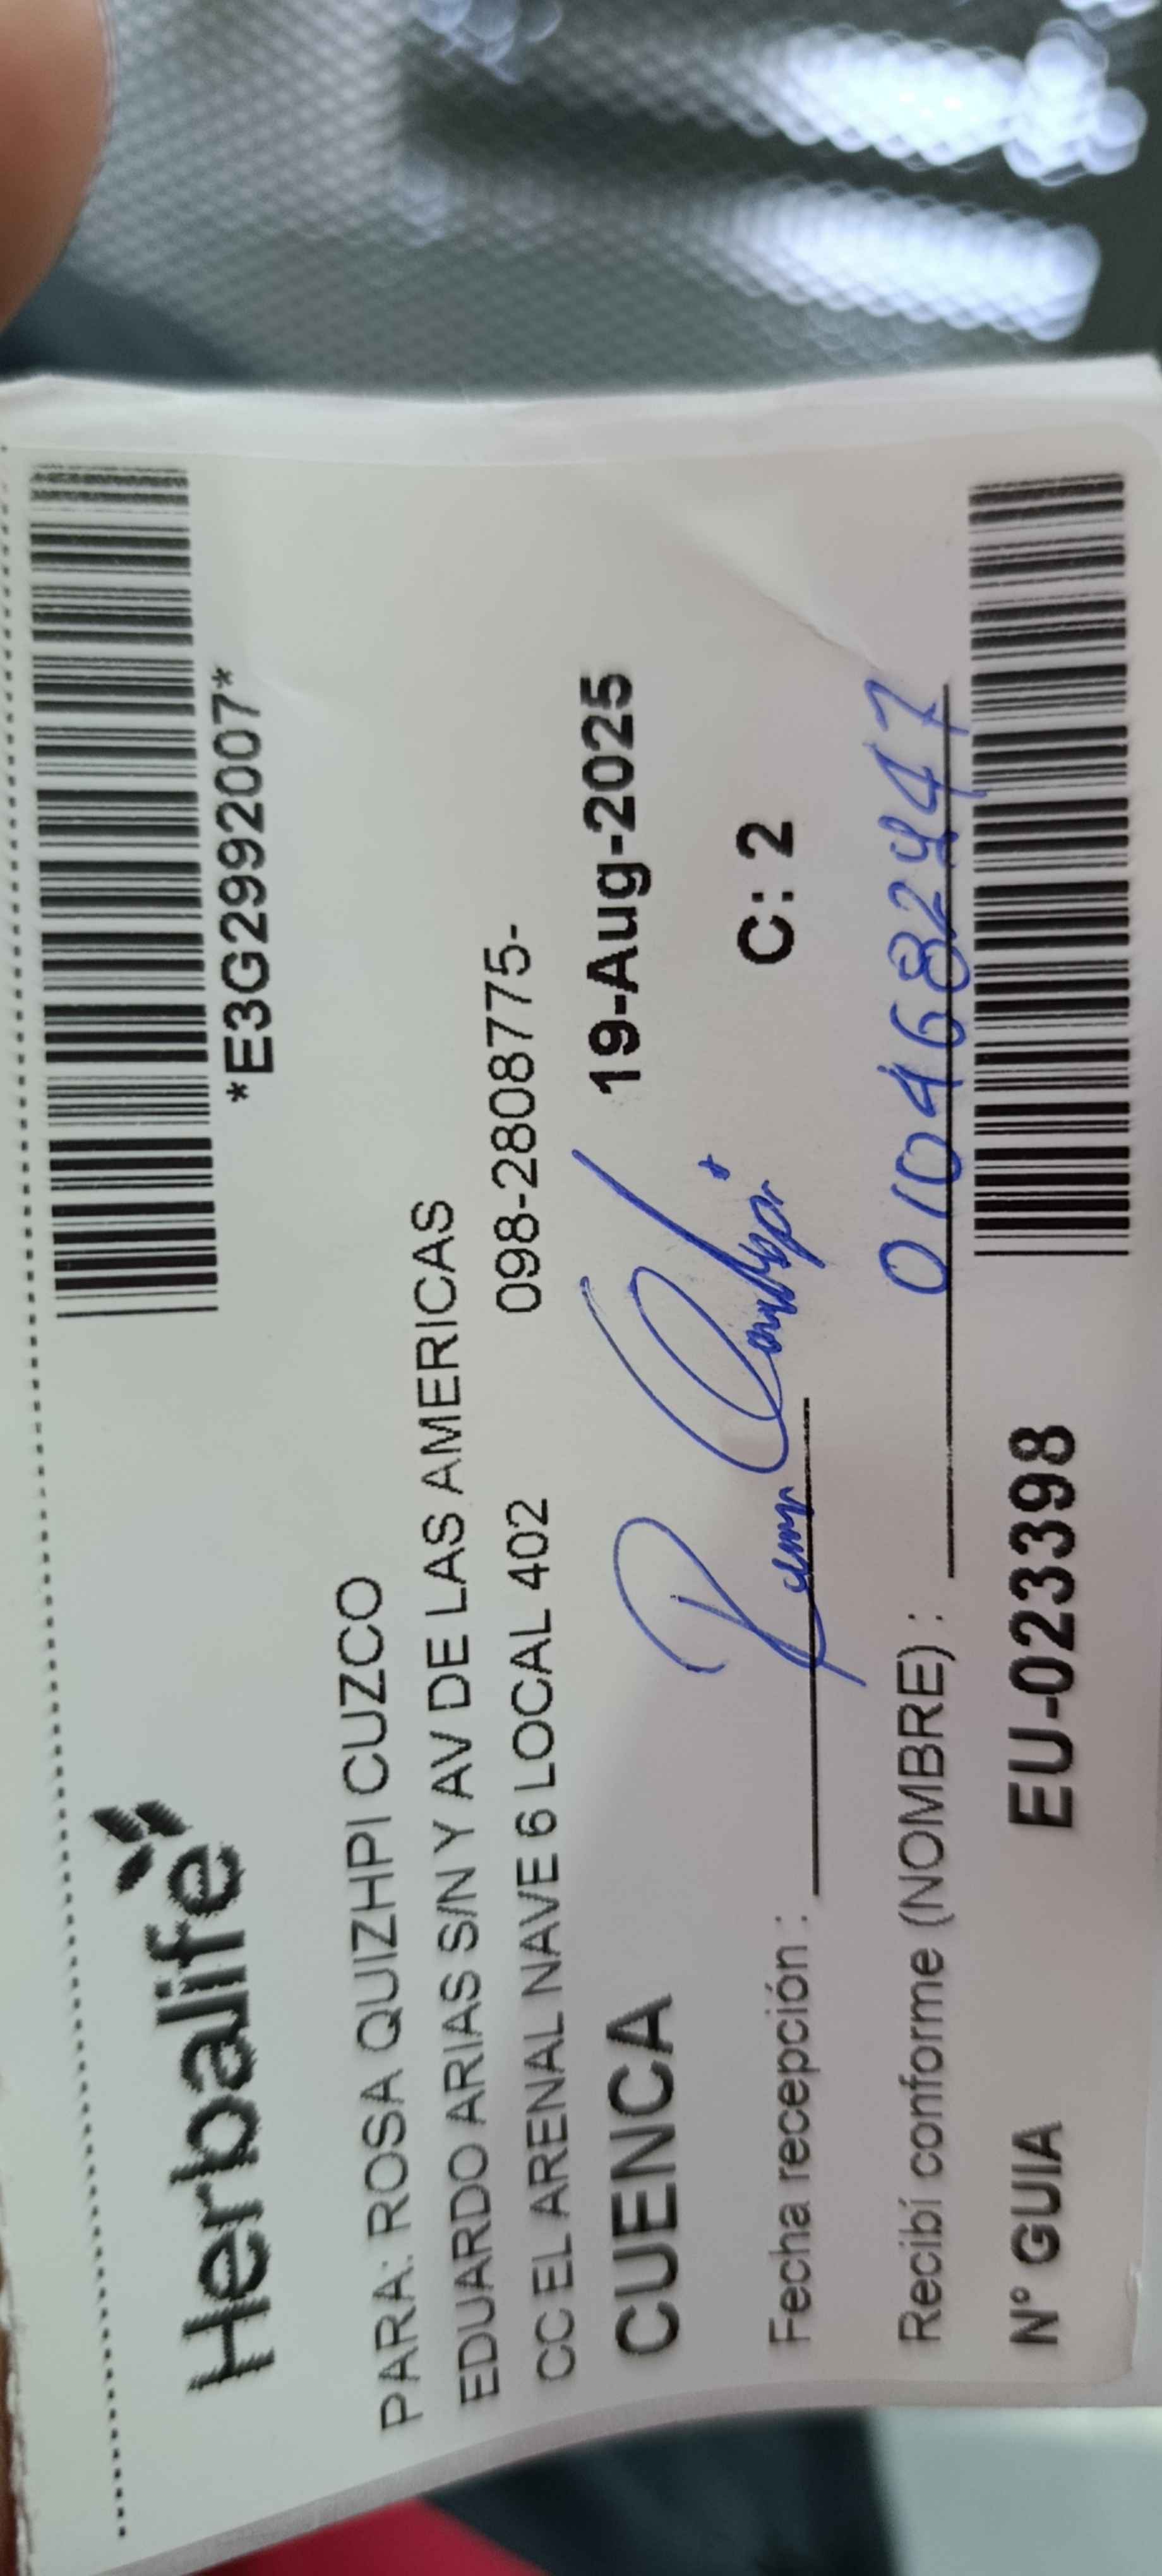 *E3G2992007*
Herbalife
PARA: ROSA QUIZHPI CUZCO
EDUARDO ARIAS S/N Y AV DE LAS AMERICAS
CC EL ARENAL NAVE 6 LOCAL 402 098-2808775-
CUENCA 19-Aug-2025
Fecha recepción : C: 2
Recibí conforme (NOMBRE) : 0104682447
N° GUIA EU-023398